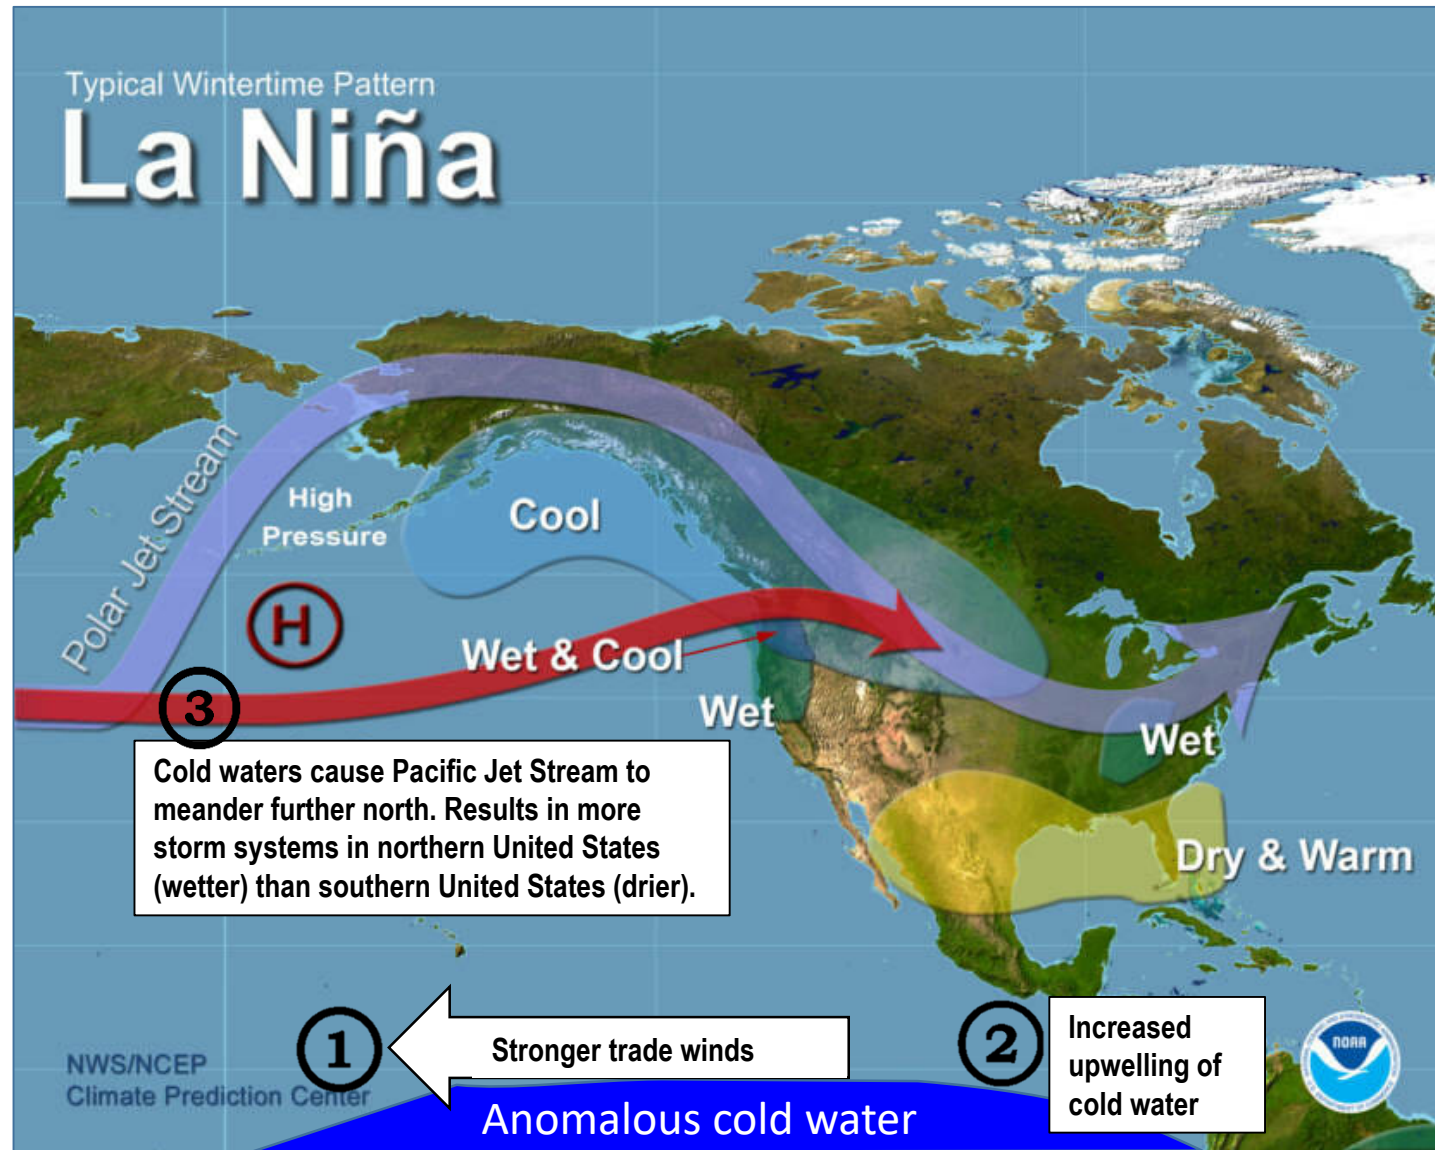 Typical Wintertime Pattern
La Niña
Polar Jet Stream
High
Pressure
H
Cool
Wet & Cool
Wet
Wet
Dry & Warm
3
Cold waters cause Pacific Jet Stream to
meander further north. Results in more
storm systems in northern United States
(wetter) than southern United States (drier).
1
Stronger trade winds
2
Increased
upwelling of
cold water
NWS/NCEP
Climate Prediction Center
Anomalous cold water
NOAA